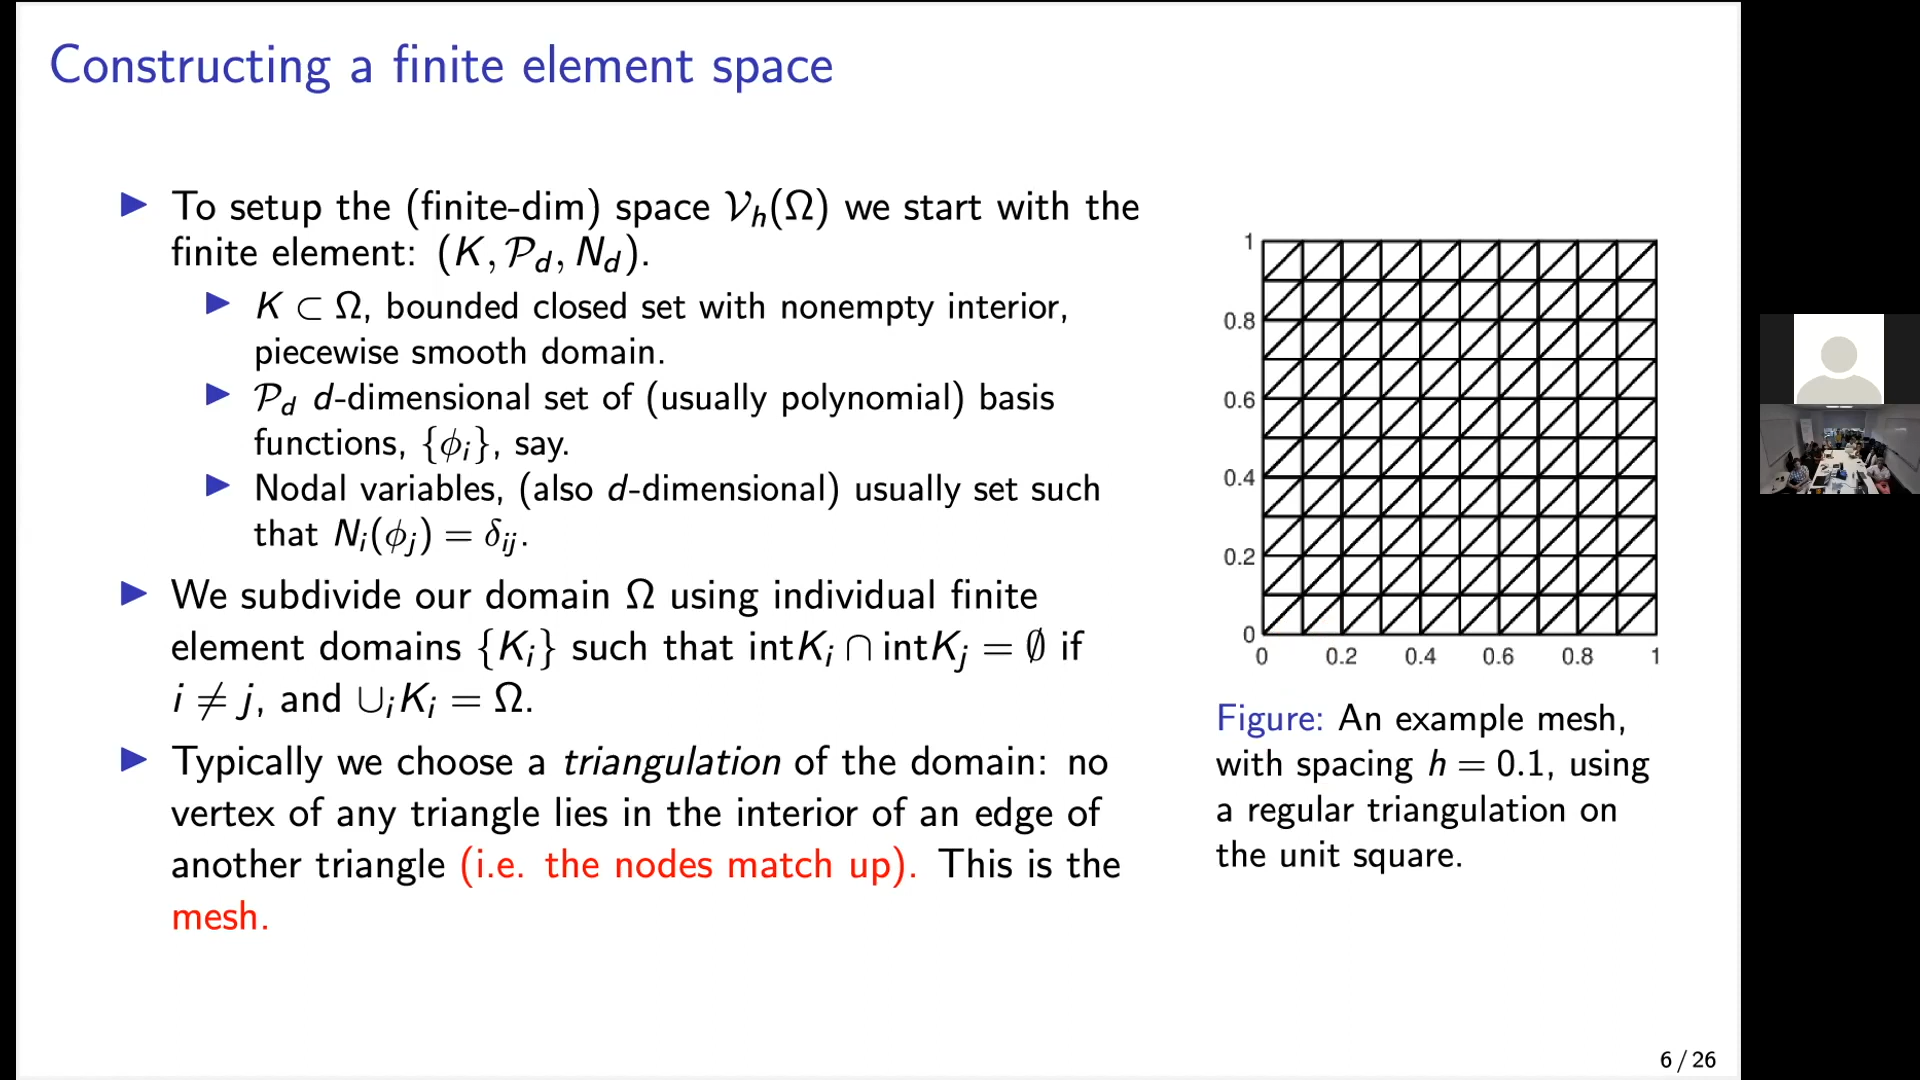 Constructing a finite element space
▶ To setup the (finite-dim) space 𝒱ₕ(Ω) we start with the
finite element: (K, 𝒫_d, N_d).
▶ K ⊂ Ω, bounded closed set with nonempty interior,
piecewise smooth domain.
▶ 𝒫_d d-dimensional set of (usually polynomial) basis
functions, {ϕᵢ}, say.
▶ Nodal variables, (also d-dimensional) usually set such
that Nᵢ(ϕⱼ) = δᵢⱼ.
▶ We subdivide our domain Ω using individual finite
element domains {Kᵢ} such that intKᵢ ∩ intKⱼ = ∅ if
i ≠ j, and ∪ᵢKᵢ = Ω.
▶ Typically we choose a triangulation of the domain: no
vertex of any triangle lies in the interior of an edge of
another triangle (i.e. the nodes match up). This is the
mesh.
1
0.8
0.6
0.4
0.2
0
0 0.2 0.4 0.6 0.8 1
Figure: An example mesh,
with spacing h = 0.1, using
a regular triangulation on
the unit square.
6 / 26